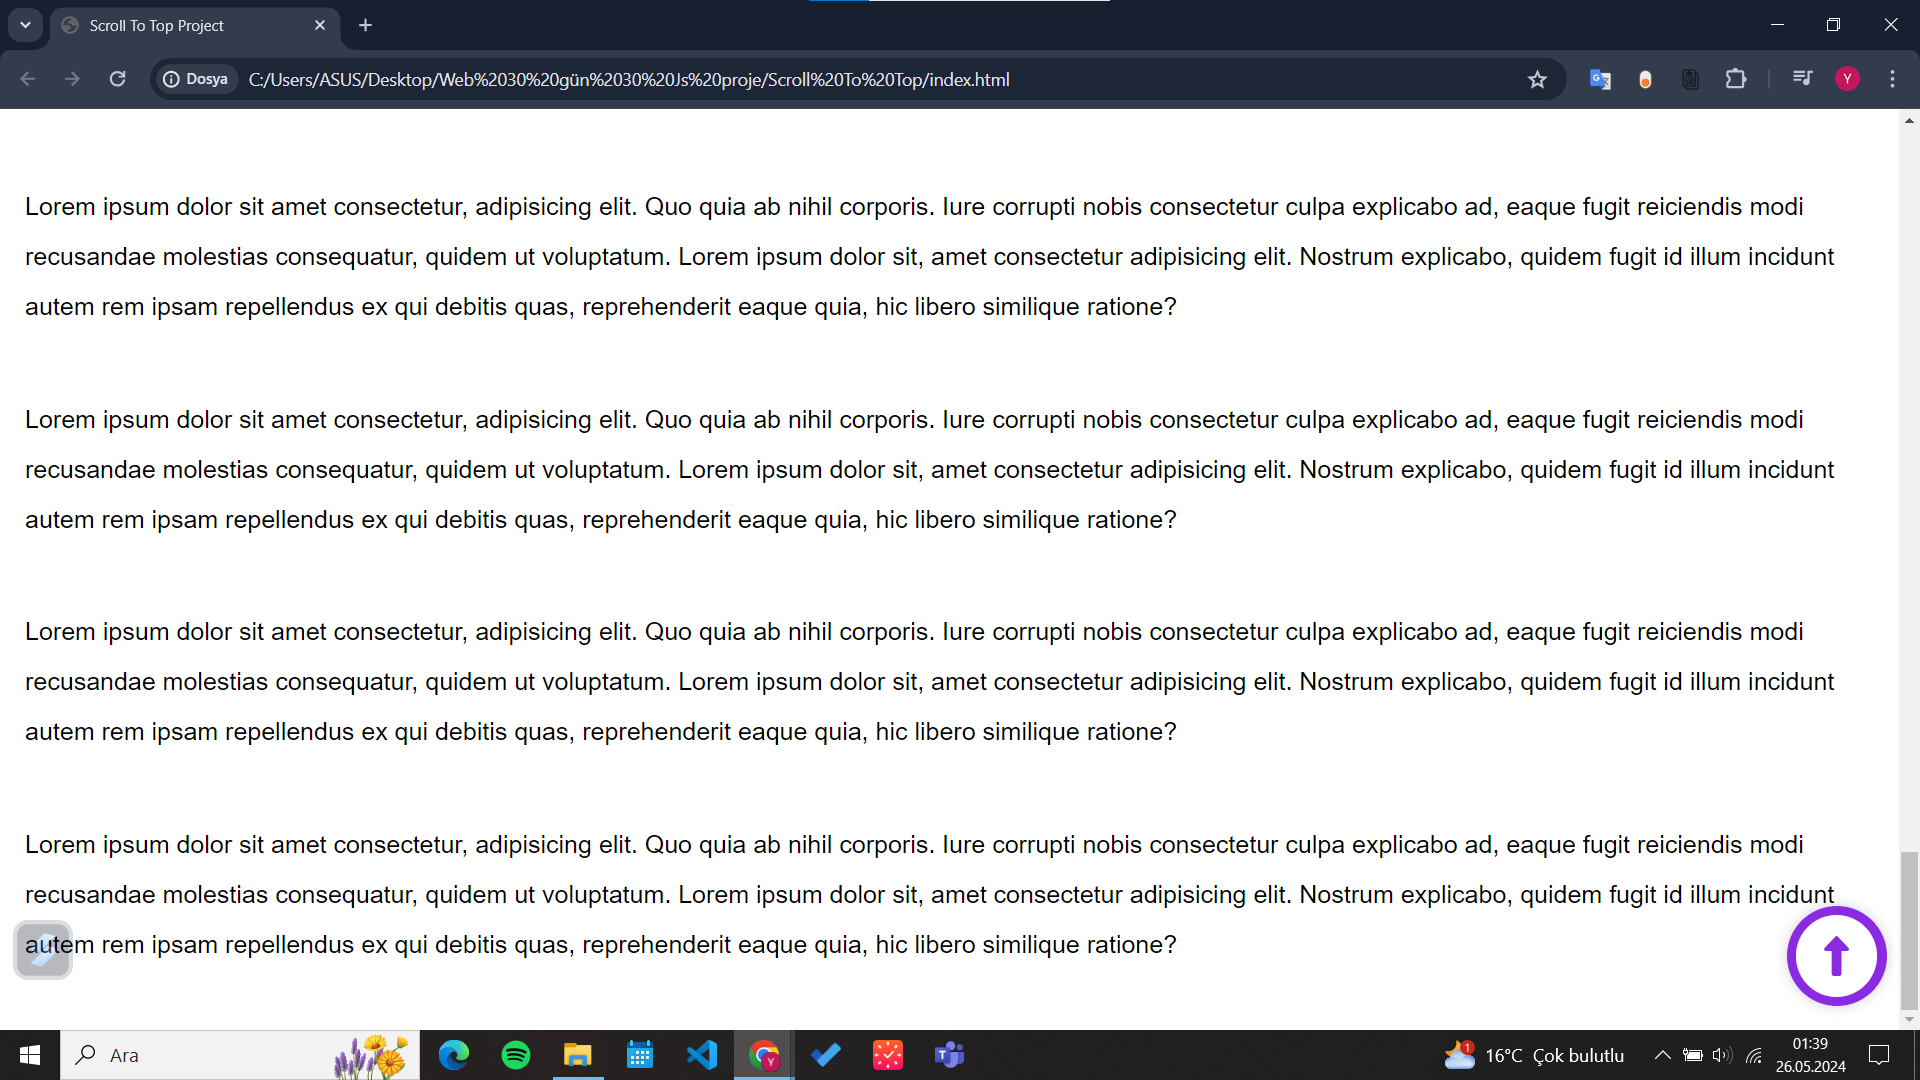 Scroll To Top Project
Dosya
C:/Users/ASUS/Desktop/Web%2030%20gün%2030%20Js%20proje/Scroll%20To%20Top/index.html
Y
Lorem ipsum dolor sit amet consectetur, adipisicing elit. Quo quia ab nihil corporis. Iure corrupti nobis consectetur culpa explicabo ad, eaque fugit reiciendis modi
recusandae molestias consequatur, quidem ut voluptatum. Lorem ipsum dolor sit, amet consectetur adipisicing elit. Nostrum explicabo, quidem fugit id illum incidunt
autem rem ipsam repellendus ex qui debitis quas, reprehenderit eaque quia, hic libero similique ratione?
Lorem ipsum dolor sit amet consectetur, adipisicing elit. Quo quia ab nihil corporis. Iure corrupti nobis consectetur culpa explicabo ad, eaque fugit reiciendis modi
recusandae molestias consequatur, quidem ut voluptatum. Lorem ipsum dolor sit, amet consectetur adipisicing elit. Nostrum explicabo, quidem fugit id illum incidunt
autem rem ipsam repellendus ex qui debitis quas, reprehenderit eaque quia, hic libero similique ratione?
Lorem ipsum dolor sit amet consectetur, adipisicing elit. Quo quia ab nihil corporis. Iure corrupti nobis consectetur culpa explicabo ad, eaque fugit reiciendis modi
recusandae molestias consequatur, quidem ut voluptatum. Lorem ipsum dolor sit, amet consectetur adipisicing elit. Nostrum explicabo, quidem fugit id illum incidunt
autem rem ipsam repellendus ex qui debitis quas, reprehenderit eaque quia, hic libero similique ratione?
Lorem ipsum dolor sit amet consectetur, adipisicing elit. Quo quia ab nihil corporis. Iure corrupti nobis consectetur culpa explicabo ad, eaque fugit reiciendis modi
recusandae molestias consequatur, quidem ut voluptatum. Lorem ipsum dolor sit, amet consectetur adipisicing elit. Nostrum explicabo, quidem fugit id illum incidunt
autem rem ipsam repellendus ex qui debitis quas, reprehenderit eaque quia, hic libero similique ratione?
Ara
1
16°C Çok bulutlu
01:39
26.05.2024